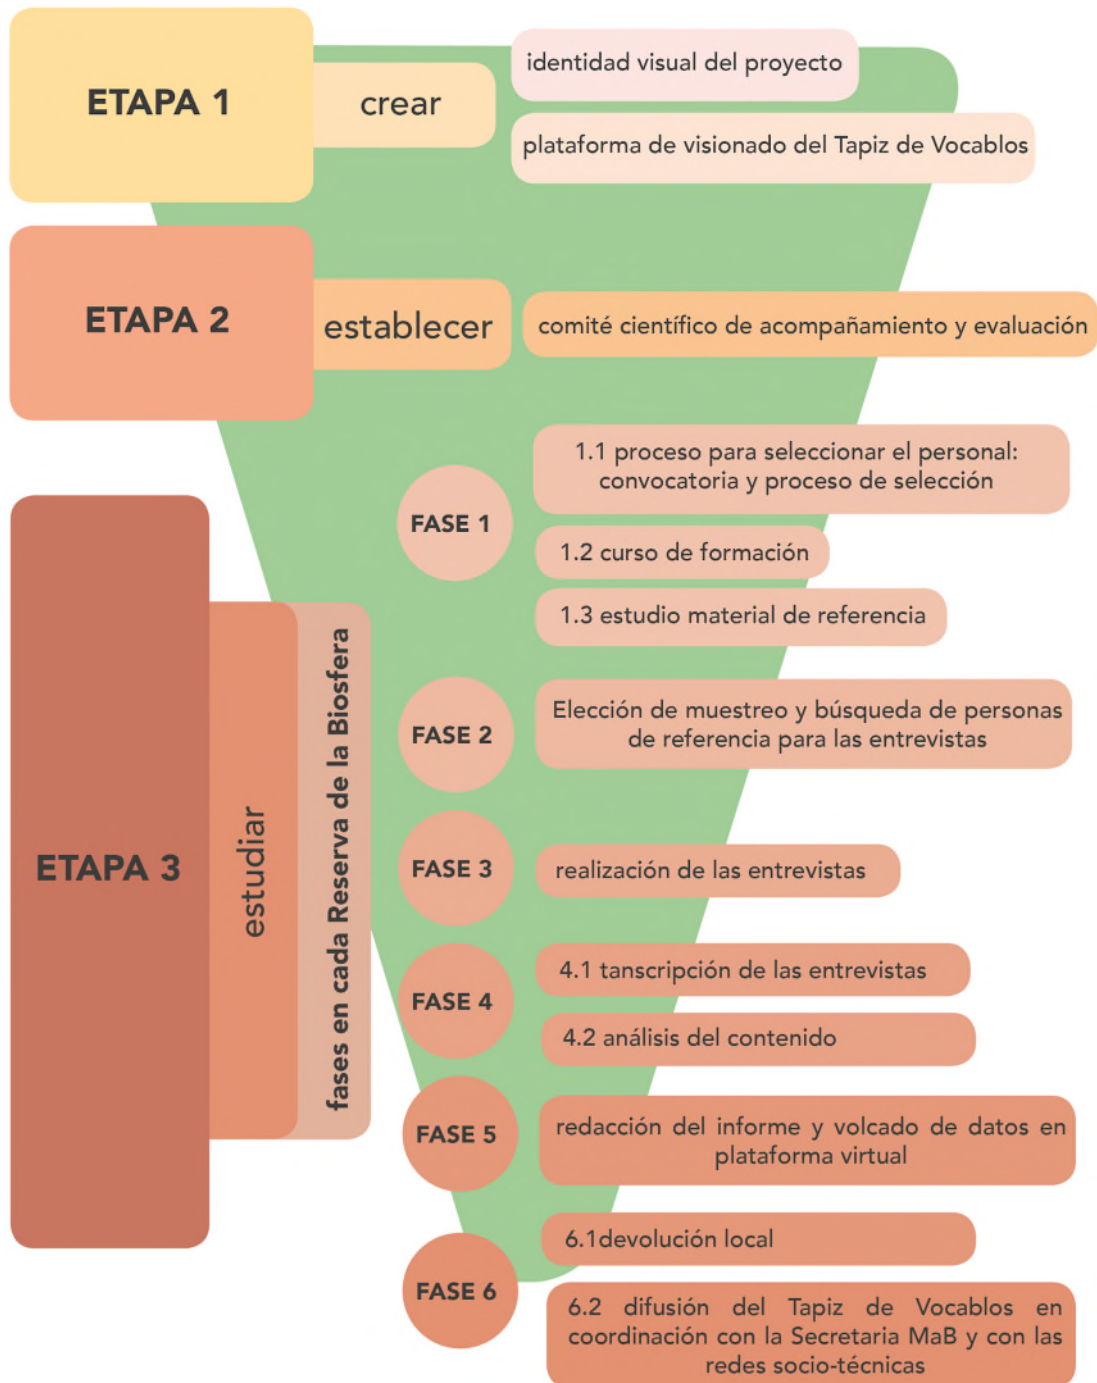 ETAPA 1
crear
identidad visual del proyecto
plataforma de visionado del Tapiz de Vocablos
ETAPA 2
establecer
comité científico de acompañamiento y evaluación
ETAPA 3
estudiar
fases en cada Reserva de la Biosfera
FASE 1
1.1 proceso para seleccionar el personal:
convocatoria y proceso de selección
1.2 curso de formación
1.3 estudio material de referencia
FASE 2
Elección de muestreo y búsqueda de personas
de referencia para las entrevistas
FASE 3
realización de las entrevistas
FASE 4
4.1 tanscripción de las entrevistas
4.2 análisis del contenido
FASE 5
redacción del informe y volcado de datos en
plataforma virtual
FASE 6
6.1devolución local
6.2 difusión del Tapiz de Vocablos en
coordinación con la Secretaria MaB y con las
redes socio-técnicas